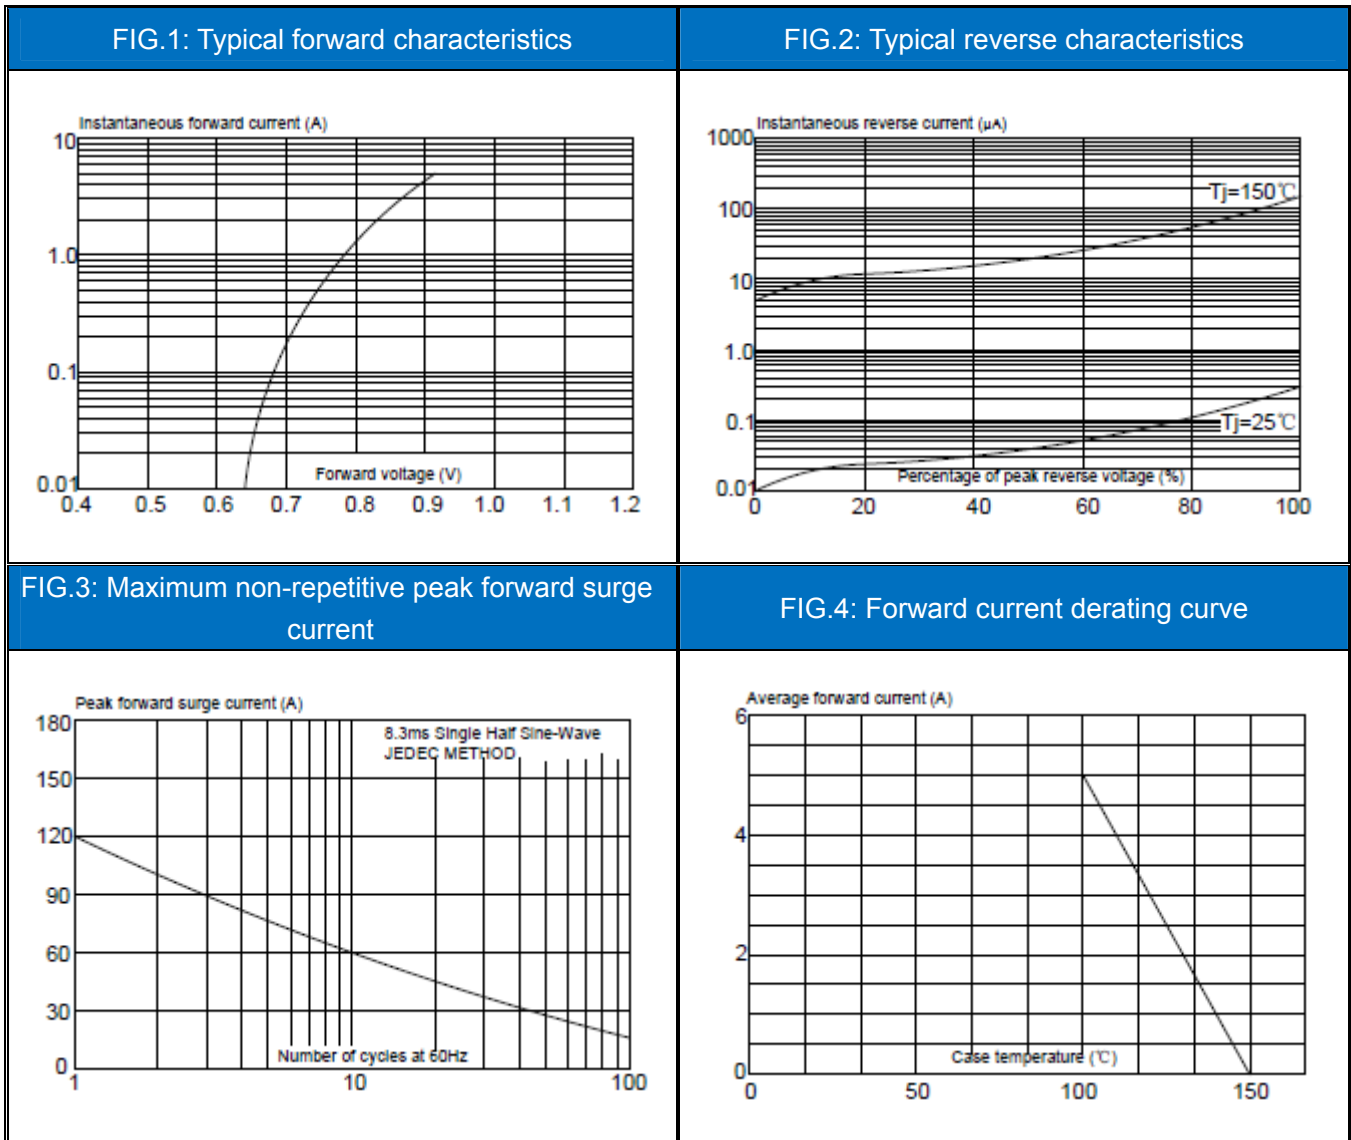 FIG.1: Typical forward characteristics
FIG.2: Typical reverse characteristics
Instantaneous forward current (A)
10
1.0
0.1
0.01
Forward voltage (V)
0.4 0.5 0.6 0.7 0.8 0.9 1.0 1.1 1.2
Instantaneous reverse current (μA)
1000
Tj=150℃
100
10
1.0
0.1
Tj=25℃
0.01
Percentage of peak reverse voltage (%)
0 20 40 60 80 100
FIG.3: Maximum non-repetitive peak forward surge
current
FIG.4: Forward current derating curve
Peak forward surge current (A)
180
8.3ms Single Half Sine-Wave
JEDEC METHOD
150
120
90
60
30
0
Number of cycles at 60Hz
1 10 100
Average forward current (A)
6
4
2
0
Case temperature (℃)
0 50 100 150